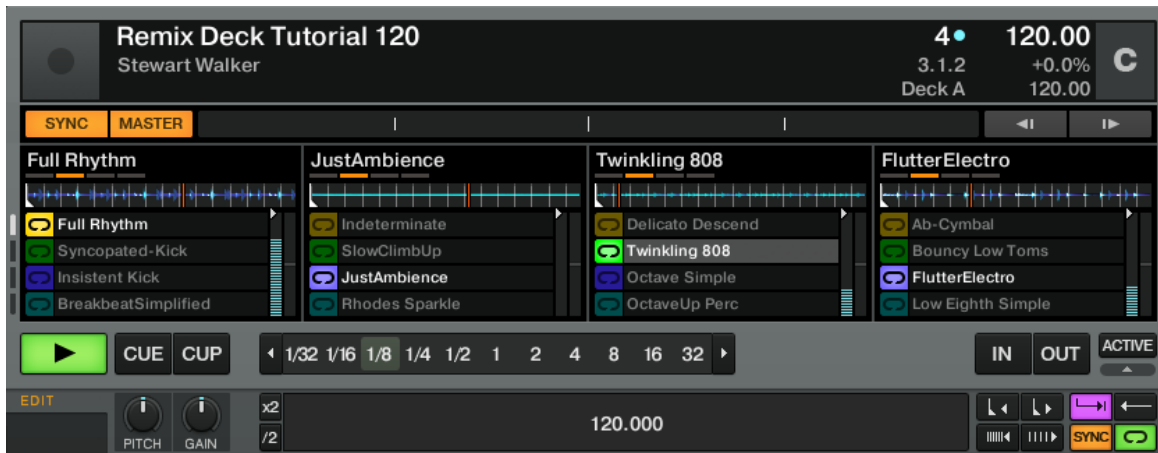 Remix Deck Tutorial 120
4
120.00
Stewart Walker
3.1.2
+0.0%
C
Deck A
120.00
SYNC
MASTER
Full Rhythm
JustAmbience
Twinkling 808
FlutterElectro
Full Rhythm
Indeterminate
Delicato Descend
Ab-Cymbal
Syncopated-Kick
SlowClimbUp
Twinkling 808
Bouncy Low Toms
Insistent Kick
JustAmbience
Octave Simple
FlutterElectro
BreakbeatSimplified
Rhodes Sparkle
OctaveUp Perc
Low Eighth Simple
CUE
CUP
1/32 1/16 1/8 1/4 1/2 1 2 4 8 16 32
IN
OUT
ACTIVE
EDIT
PITCH
GAIN
x2
/2
120.000
SYNC